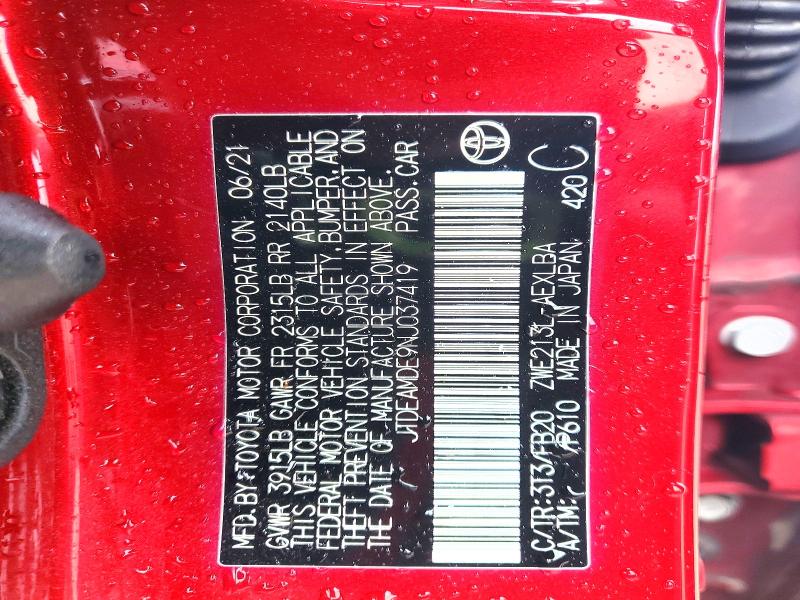 MFD.BY: TOYOTA MOTOR CORPORATION 06/21
GVWR 3915LB GAWR FR 2315LB RR 2140LB
THIS VEHICLE CONFORMS TO ALL APPLICABLE
FEDERAL MOTOR VEHICLE SAFETY, BUMPER, AND
THEFT PREVENTION STANDARDS IN EFFECT ON
THE DATE OF MANUFACTURE SHOWN ABOVE.
JTDEAMDE9NJ037419 PASS.CAR
C/TR:3T3/FB20 ZWE213L-AEXLBA
A/TM: P610 MADE IN JAPAN 420 C